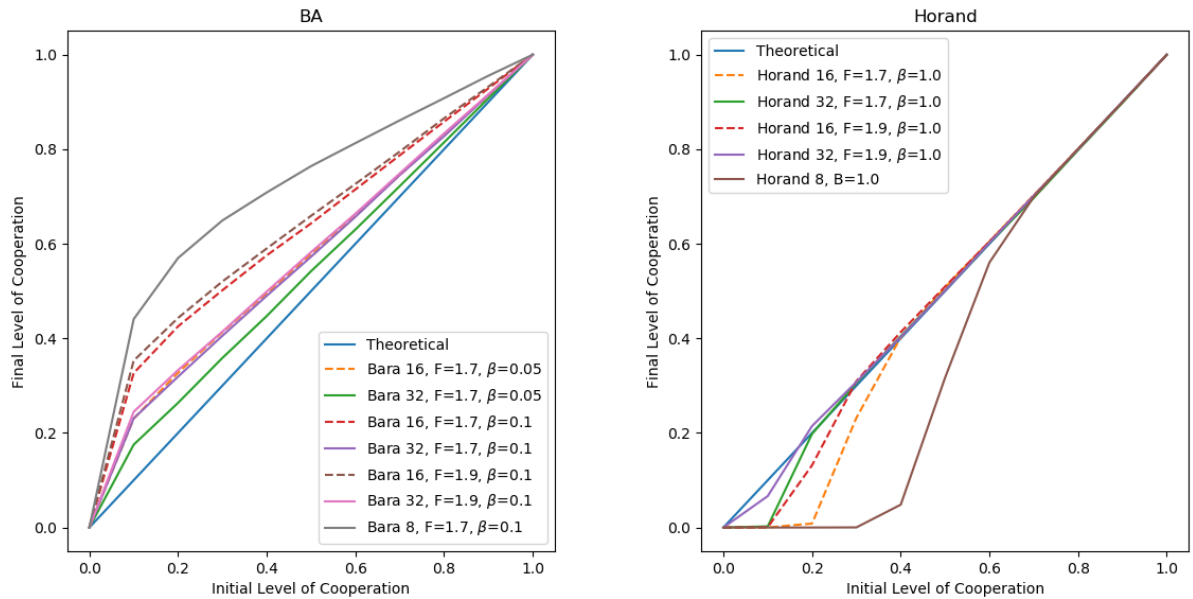 BA
Final Level of Cooperation
1.0
0.8
0.6
0.4
0.2
0.0
Theoretical
Bara 16, F=1.7, β=0.05
Bara 32, F=1.7, β=0.05
Bara 16, F=1.7, β=0.1
Bara 32, F=1.7, β=0.1
Bara 16, F=1.9, β=0.1
Bara 32, F=1.9, β=0.1
Bara 8, F=1.7, β=0.1
0.0 0.2 0.4 0.6 0.8 1.0
Initial Level of Cooperation
Horand
Final Level of Cooperation
1.0
0.8
0.6
0.4
0.2
0.0
Theoretical
Horand 16, F=1.7, β=1.0
Horand 32, F=1.7, β=1.0
Horand 16, F=1.9, β=1.0
Horand 32, F=1.9, β=1.0
Horand 8, B=1.0
0.0 0.2 0.4 0.6 0.8 1.0
Initial Level of Cooperation